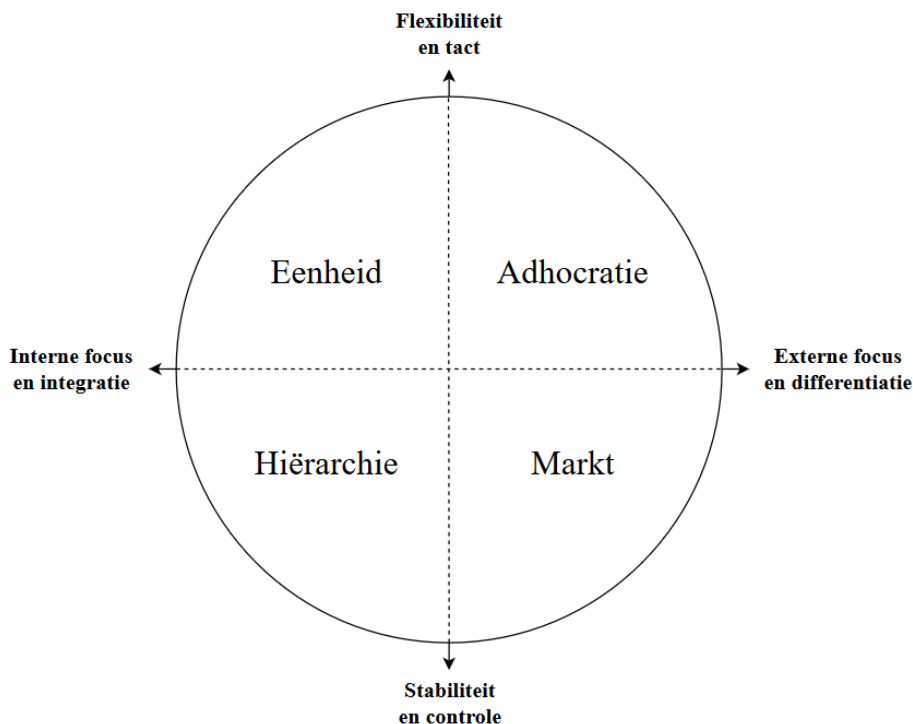 Flexibiliteit
en tact
Eenheid
Adhocratie
Interne focus
en integratie
Externe focus
en differentiatie
Hiërarchie
Markt
Stabiliteit
en controle